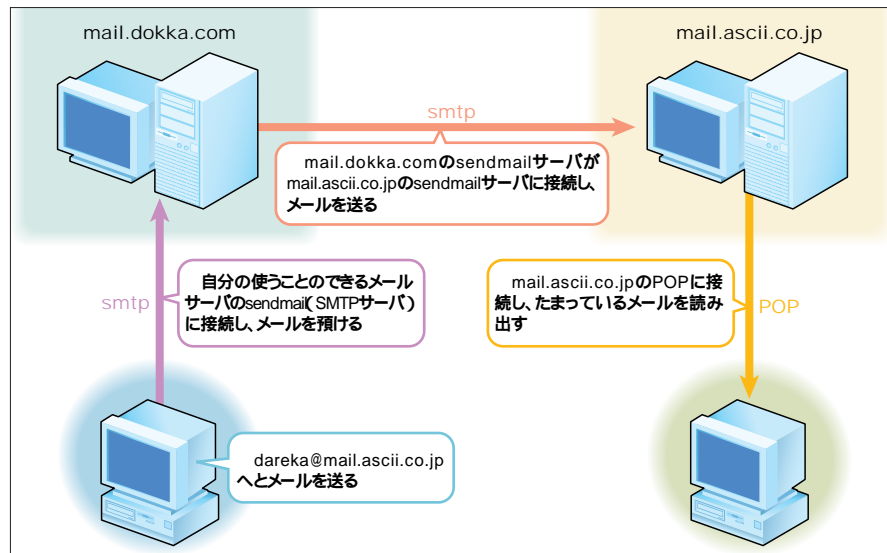 mail.dokka.com
mail.ascii.co.jp
smtp
mail.dokka.comのsendmailサーバが
mail.ascii.co.jpのsendmailサーバに接続し、
メールを送る
smtp
自分の使うことのできるメール
サーバのsendmail(SMTPサーバ)
に接続し、メールを預ける
mail.ascii.co.jpのPOPに接
続し、たまっているメールを読み
出す
POP
dareka@mail.ascii.co.jp
へとメールを送る